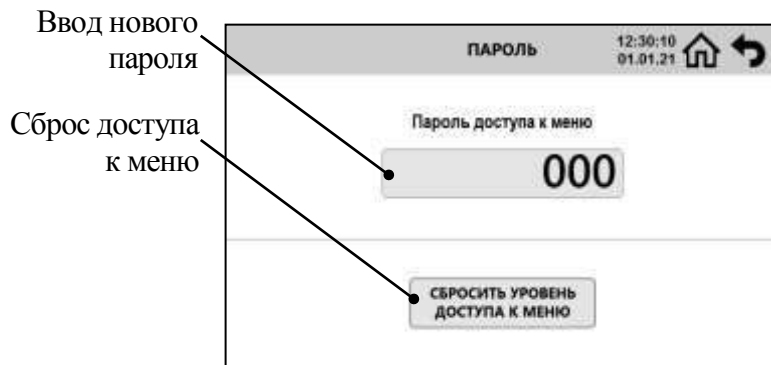 Ввод нового
пароля
Сброс доступа
к меню
ПАРОЛЬ
12:30:10
01.01.21
Пароль доступа к меню
000
СБРОСИТЬ УРОВЕНЬ
ДОСТУПА К МЕНЮ